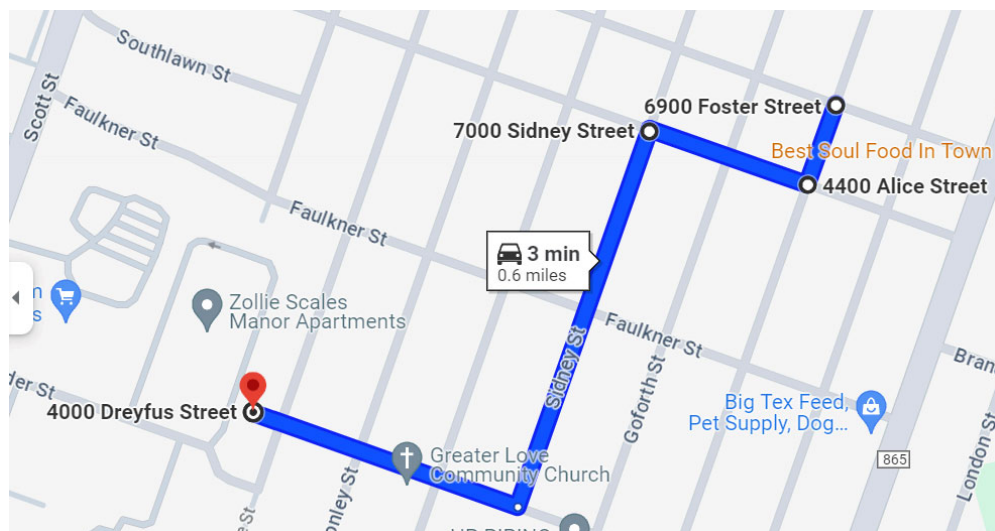 Southlawn St
Scott St
Faulkner St
6900 Foster Street
7000 Sidney Street
Best Soul Food In Town
4400 Alice Street
Faulkner St
3 min
0.6 miles
Zollie Scales
Manor Apartments
Faulkner St
Sidney St
Goforth St
4000 Dreyfus Street
Big Tex Feed,
Pet Supply, Dog...
Greater Love
Community Church
865
London St